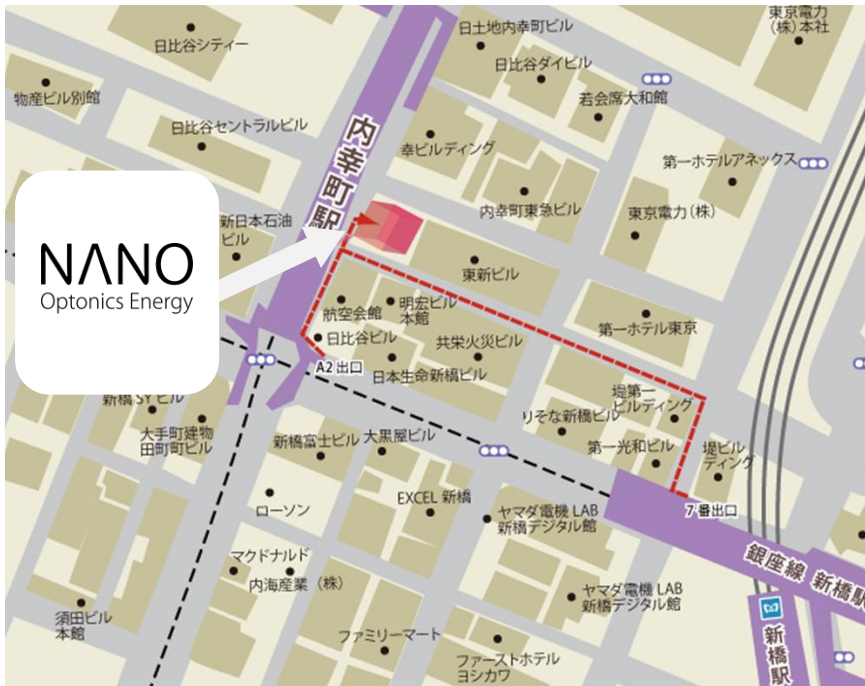 日比谷シティー
日土地内幸町ビル
東京電力
(株)本社
日比谷ダイビル
物産ビル別館
若会席大和館
日比谷セントラルビル
内幸町駅
幸ビルディング
第一ホテルアネックス
内幸町東急ビル
東京電力(株)
新日本石油
ビル
NANO
Optonics Energy
東新ビル
航空会館
明宏ビル
本館
第一ホテル東京
日比谷ビル
共栄火災ビル
A2 出口
日本生命新橋ビル
新橋 SY ビル
堤第一
ビルディング
りそな新橋ビル
大手町建物
田町町ビル
新橋富士ビル
大黒屋ビル
第一光和ビル
堤ビル
ディング
EXCEL 新橋
ローソン
7 番出口
ヤマダ電機 LAB
新橋デジタル館
銀座線 新橋駅
マクドナルド
内海産業(株)
ヤマダ電機 LAB
新橋デジタル館
須田ビル
本館
新橋駅
ファミリーマート
ファーストホテル
ヨシカワ